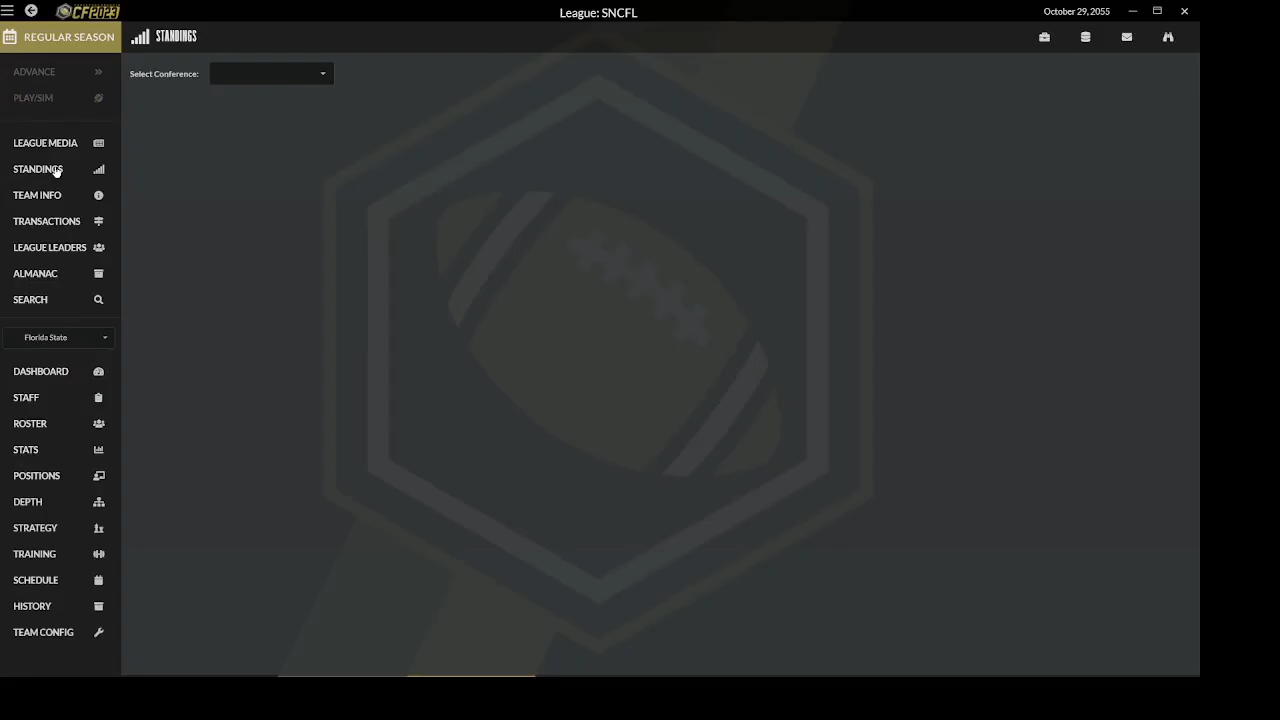 CF2023
League: SNCFL
October 29, 2055
REGULAR SEASON
STANDINGS
ADVANCE
PLAY/SIM
Select Conference:
LEAGUE MEDIA
STANDINGS
TEAM INFO
TRANSACTIONS
LEAGUE LEADERS
ALMANAC
SEARCH
Florida State
DASHBOARD
STAFF
ROSTER
STATS
POSITIONS
DEPTH
STRATEGY
TRAINING
SCHEDULE
HISTORY
TEAM CONFIG